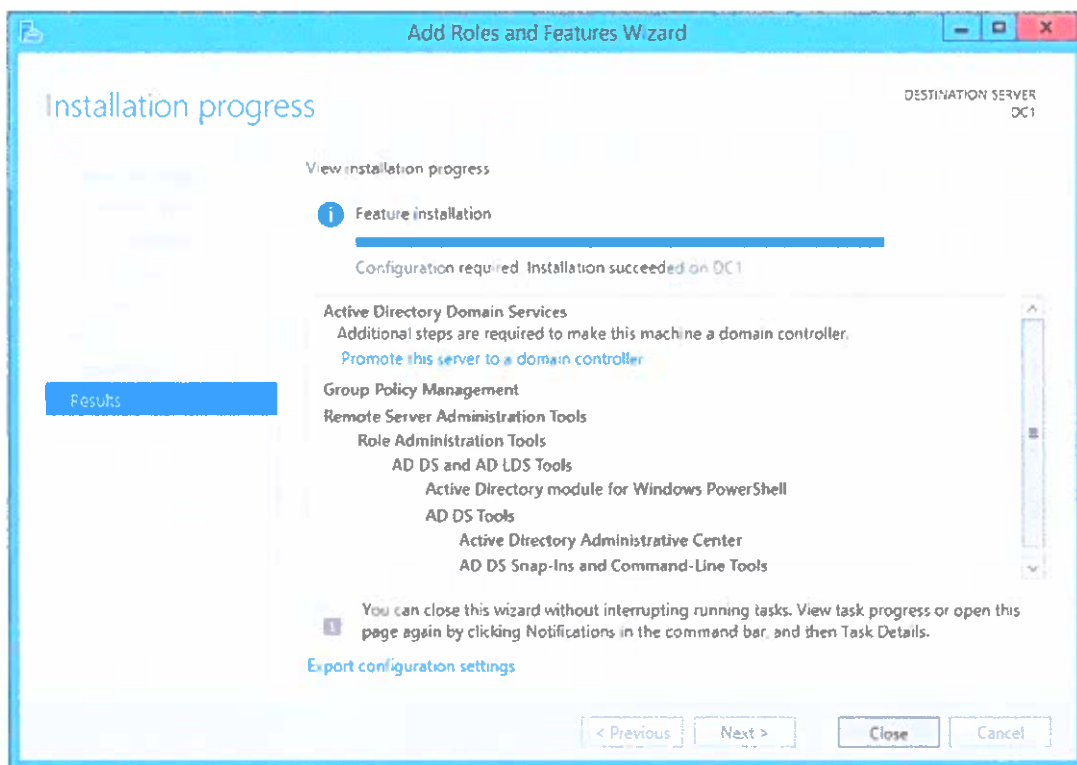 Add Roles and Features Wizard
Installation progress
DESTINATION SERVER
DC1
View installation progress
Feature installation
Configuration required. Installation succeeded on DC1
Active Directory Domain Services
Additional steps are required to make this machine a domain controller.
Promote this server to a domain controller
Group Policy Management
Remote Server Administration Tools
Role Administration Tools
AD DS and AD LDS Tools
Active Directory module for Windows PowerShell
AD DS Tools
Active Directory Administrative Center
AD DS Snap-Ins and Command-Line Tools
Results
You can close this wizard without interrupting running tasks. View task progress or open this
page again by clicking Notifications in the command bar, and then Task Details.
Export configuration settings
< Previous
Next >
Close
Cancel